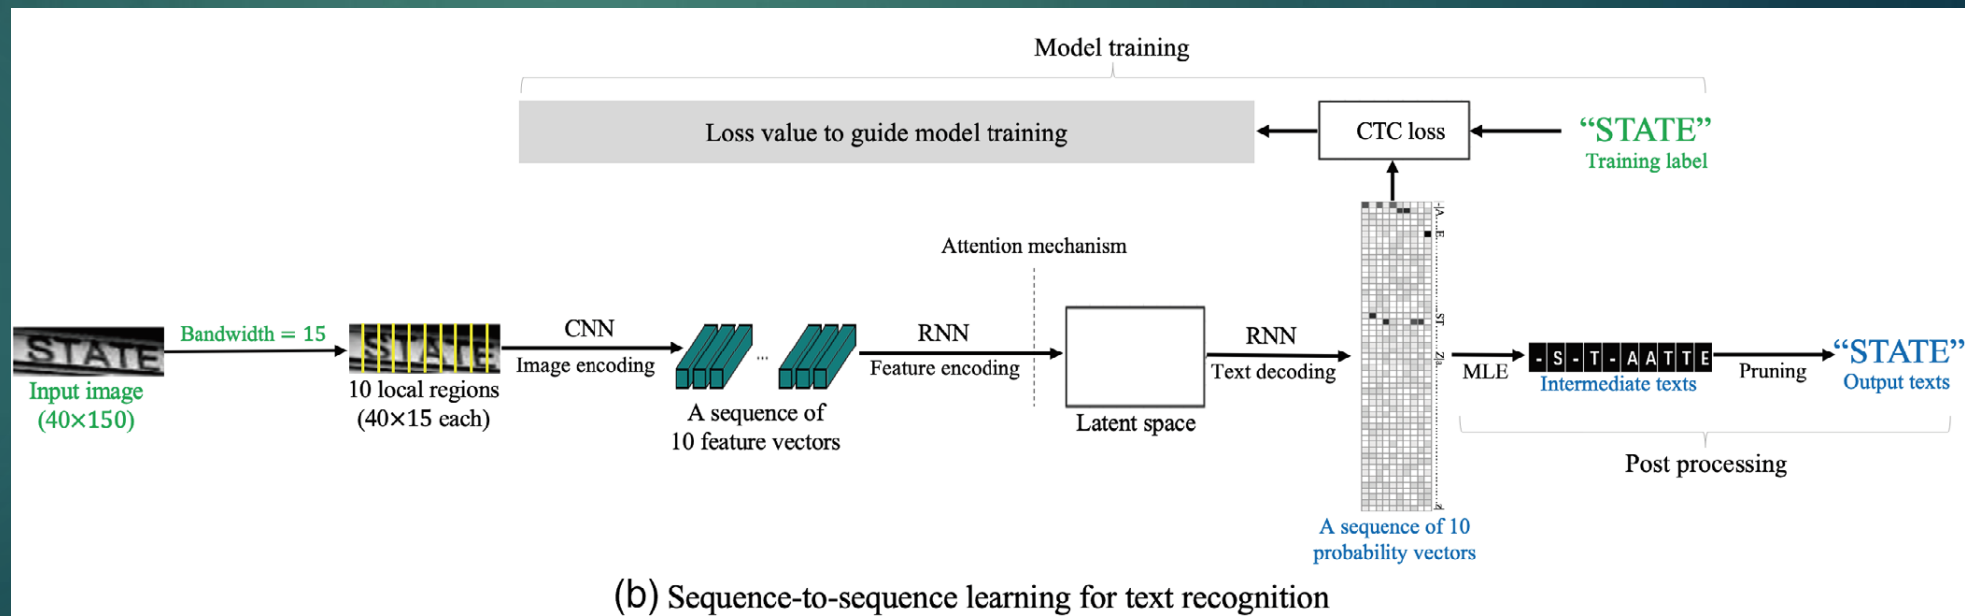 Model training
Loss value to guide model training
CTC loss
“STATE”
Training label
Attention mechanism
STATE
Input image
(40×150)
Bandwidth = 15
STATE
10 local regions
(40×15 each)
CNN
Image encoding
...
A sequence of
10 feature vectors
RNN
Feature encoding
Latent space
RNN
Text decoding
A sequence of 10
probability vectors
MLE
-S-T-AATTE
Intermediate texts
Pruning
“STATE”
Output texts
Post processing
(b) Sequence-to-sequence learning for text recognition